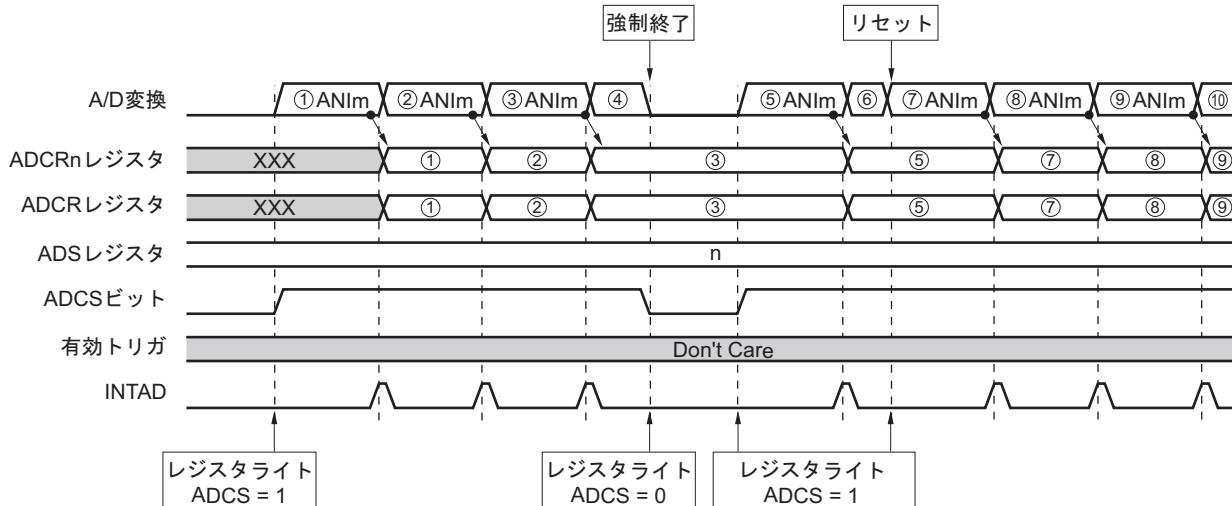 強制終了 リセット
A/D変換 ①ANIm ②ANIm ③ANIm ④ ⑤ANIm ⑥ ⑦ANIm ⑧ANIm ⑨ANIm ⑩
ADCRnレジスタ XXX ① ② ③ ⑤ ⑦ ⑧ ⑨
ADCRレジスタ XXX ① ② ③ ⑤ ⑦ ⑧ ⑨
ADSレジスタ n
ADCSビット
有効トリガ Don't Care
INTAD
レジスタライト レジスタライト レジスタライト
ADCS = 1 ADCS = 0 ADCS = 1